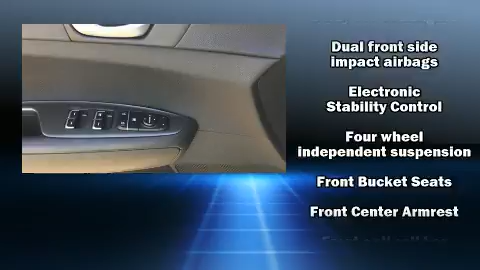 Dual front side
impact airbags
Electronic
Stability Control
Four wheel
independent suspension
Front Bucket Seats
Front Center Armrest